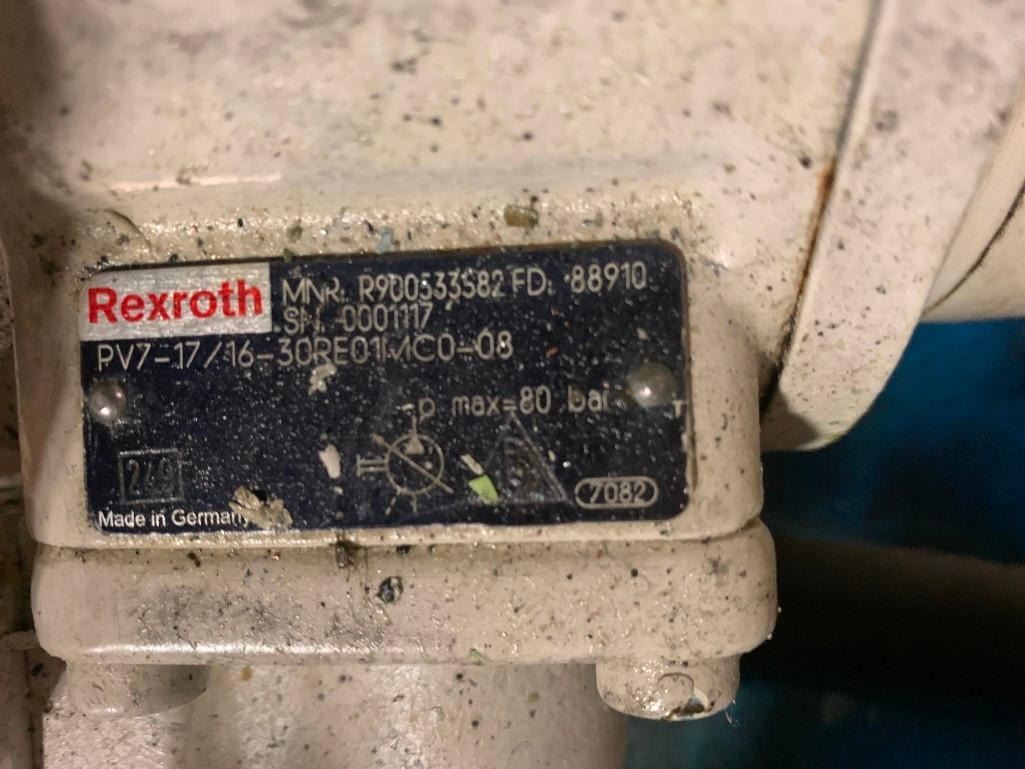 Rexroth
MNR: R900533582 FD: 88910
SN: 0001117
PV7-17/16-30RE01MC0-08
p max=80 bar
240
7082
Made in Germany